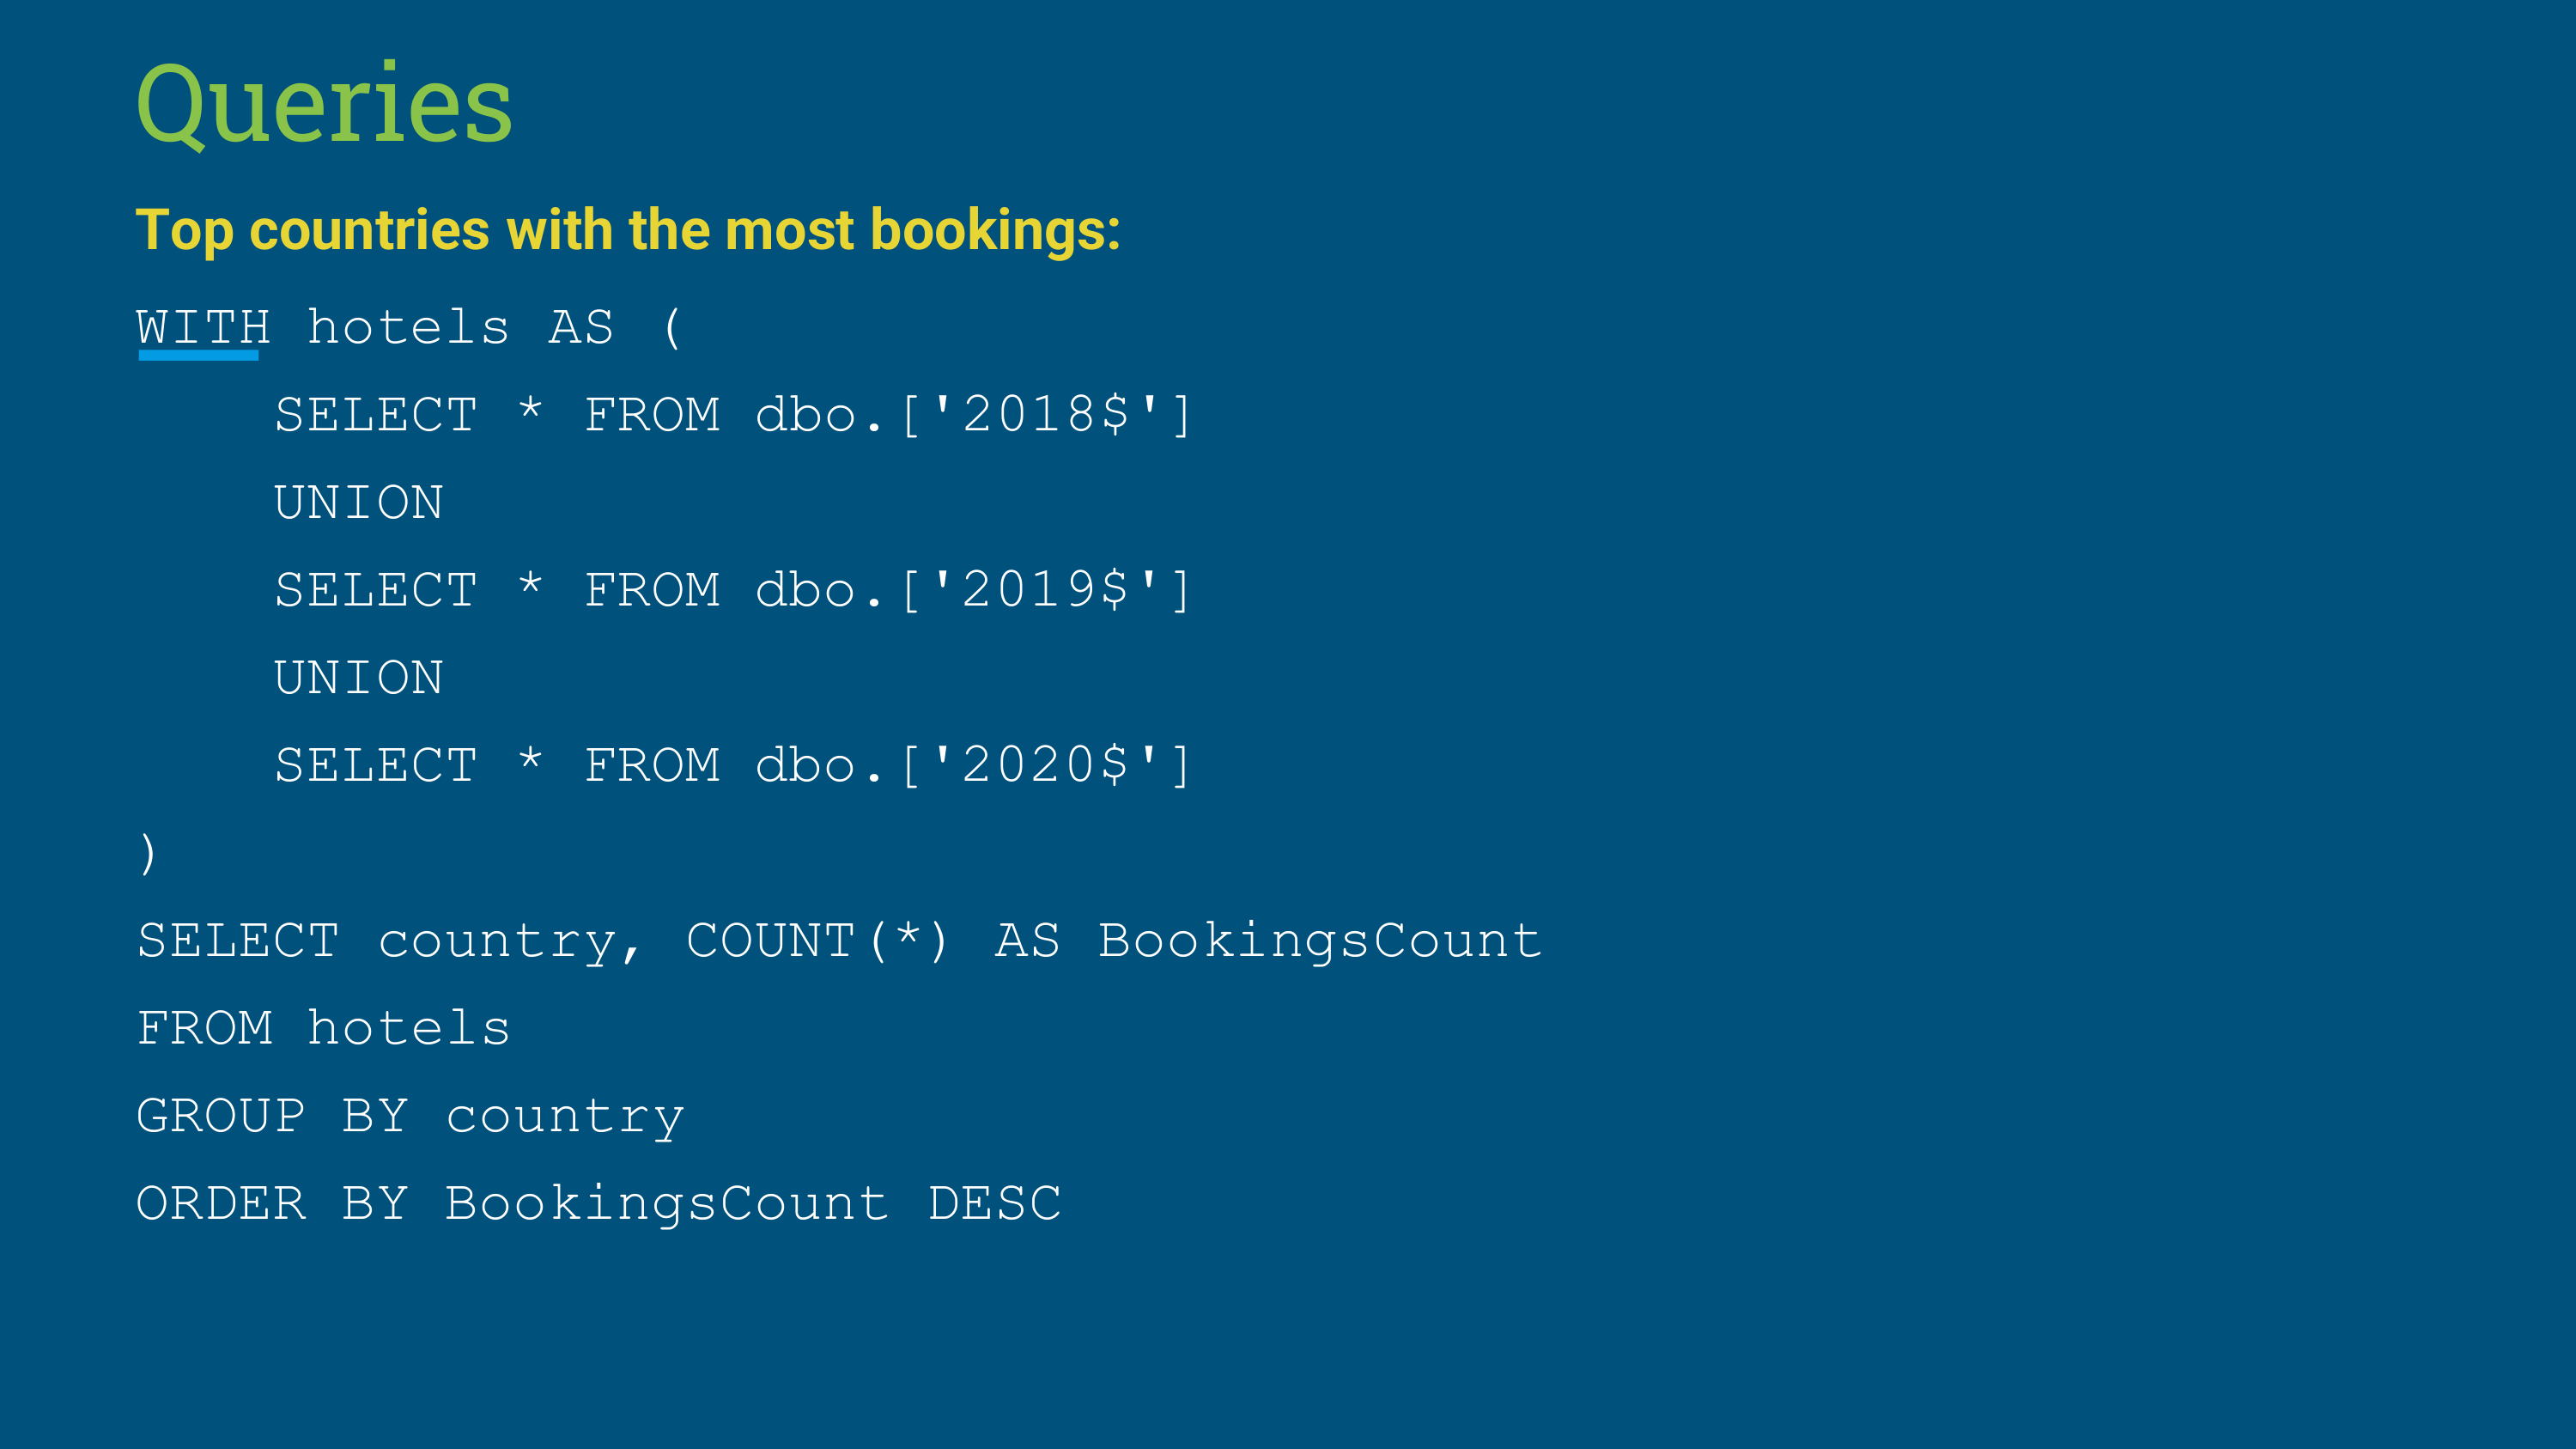 Queries
Top countries with the most bookings:
WITH hotels AS (
    SELECT * FROM dbo.['2018$']
    UNION
    SELECT * FROM dbo.['2019$']
    UNION
    SELECT * FROM dbo.['2020$']
)
SELECT country, COUNT(*) AS BookingsCount
FROM hotels
GROUP BY country
ORDER BY BookingsCount DESC